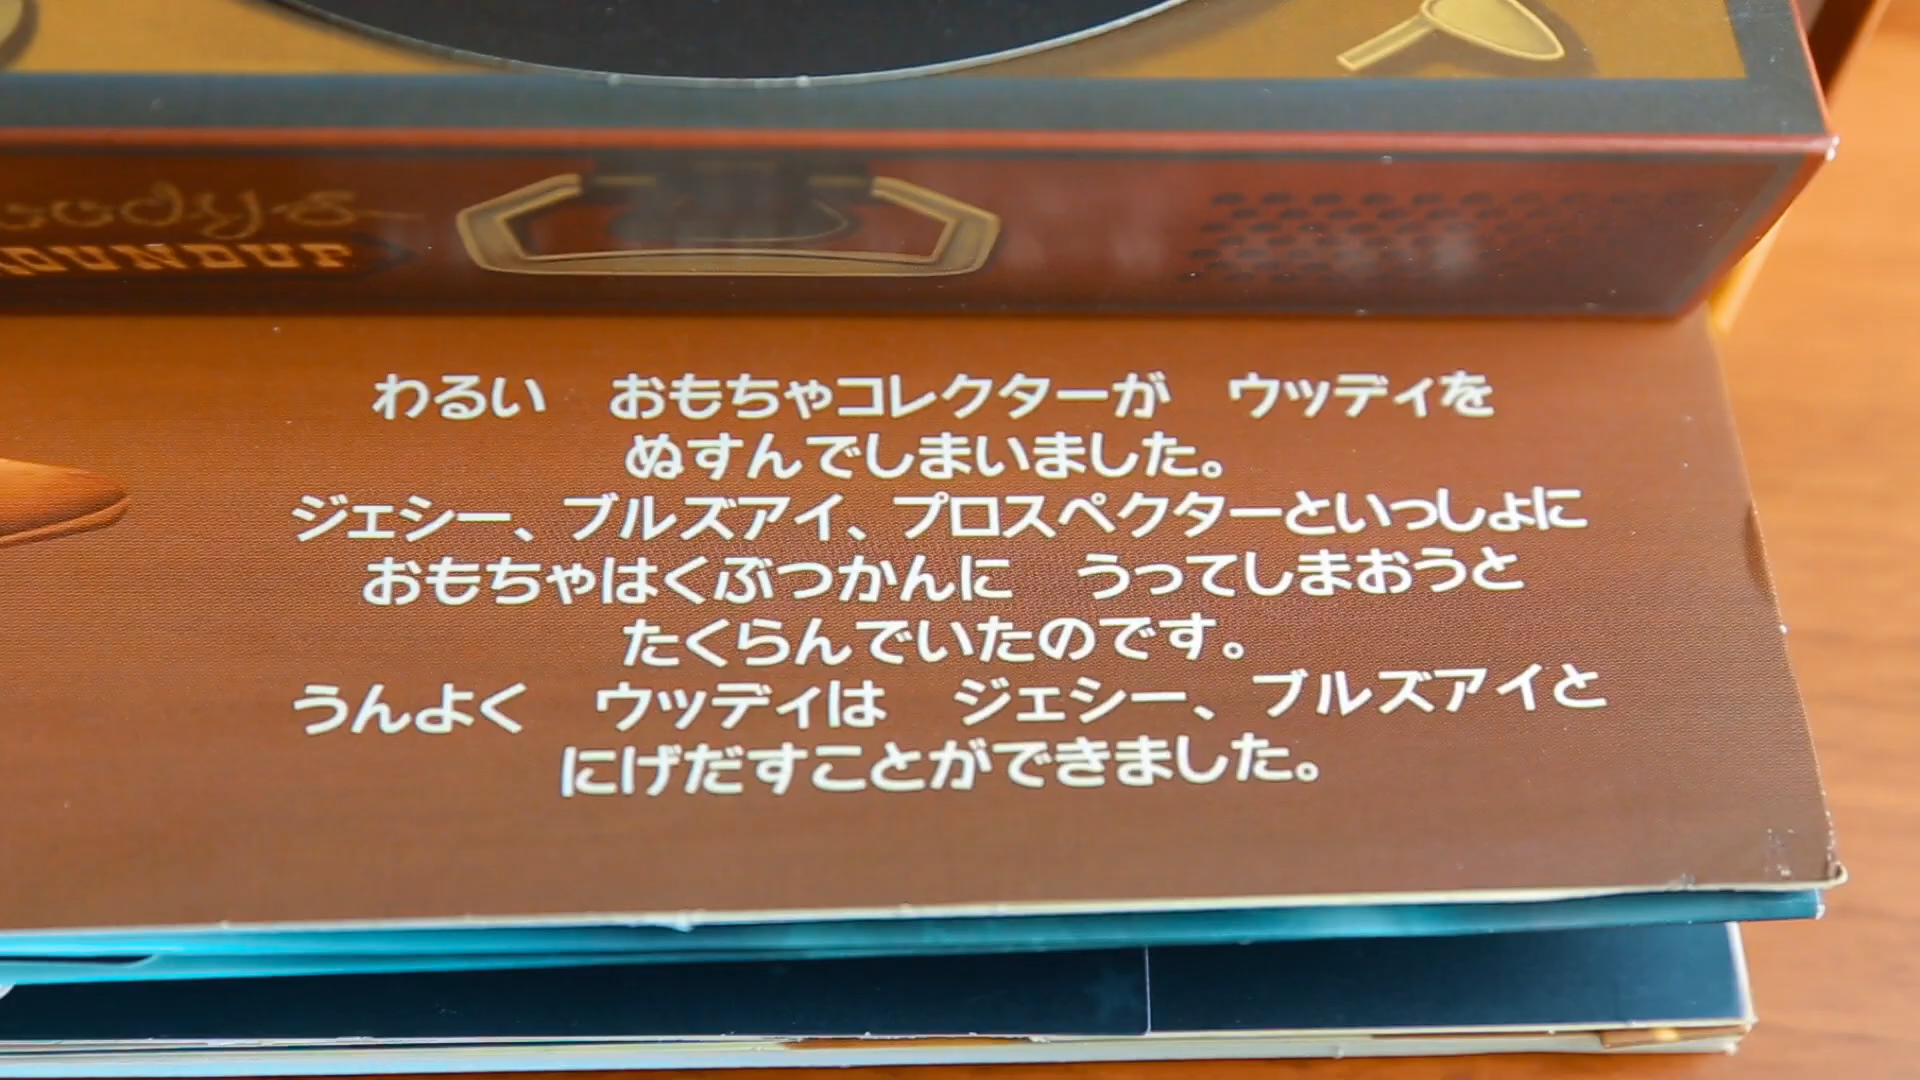 woody's
ROUNDUP
わるい　おもちゃコレクターが　ウッディを
ぬすんでしまいました。
ジェシー、ブルズアイ、プロスペクターといっしょに
おもちゃはくぶつかんに　うってしまおうと
たくらんでいたのです。
うんよく　ウッディは　ジェシー、ブルズアイと
にげだすことができました。